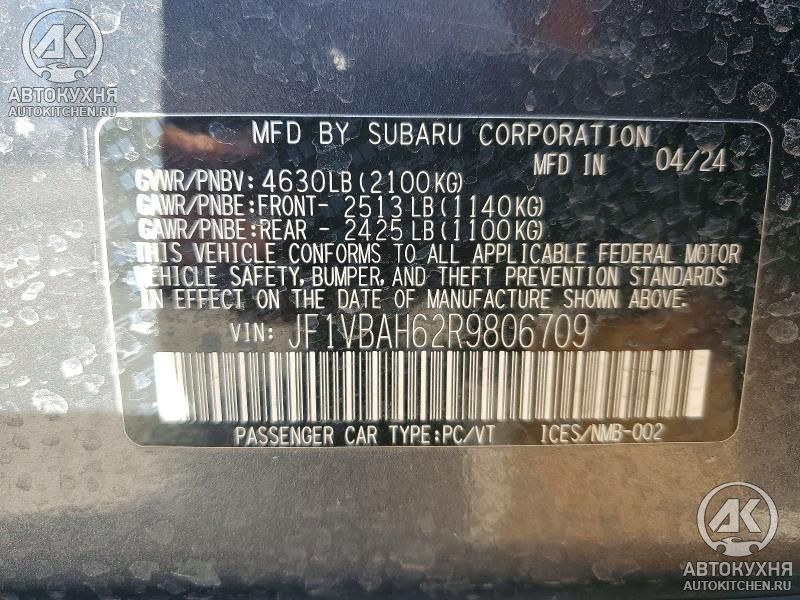 АК
АВТОКУХНЯ
AUTOKITCHEN.RU
MFD BY SUBARU CORPORATION
MFD IN 04/24
GVWR/PNBV: 4630LB(2100KG)
GAWR/PNBE:FRONT- 2513LB(1140KG)
GAWR/PNBE:REAR - 2425LB(1100KG)
THIS VEHICLE CONFORMS TO ALL APPLICABLE FEDERAL MOTOR
VEHICLE SAFETY, BUMPER, AND THEFT PREVENTION STANDARDS
IN EFFECT ON THE DATE OF MANUFACTURE SHOWN ABOVE.
VIN: JF1VBAH62R9806709
PASSENGER CAR TYPE:PC/VT ICES/NMB-002
АК
АВТОКУХНЯ
AUTOKITCHEN.RU